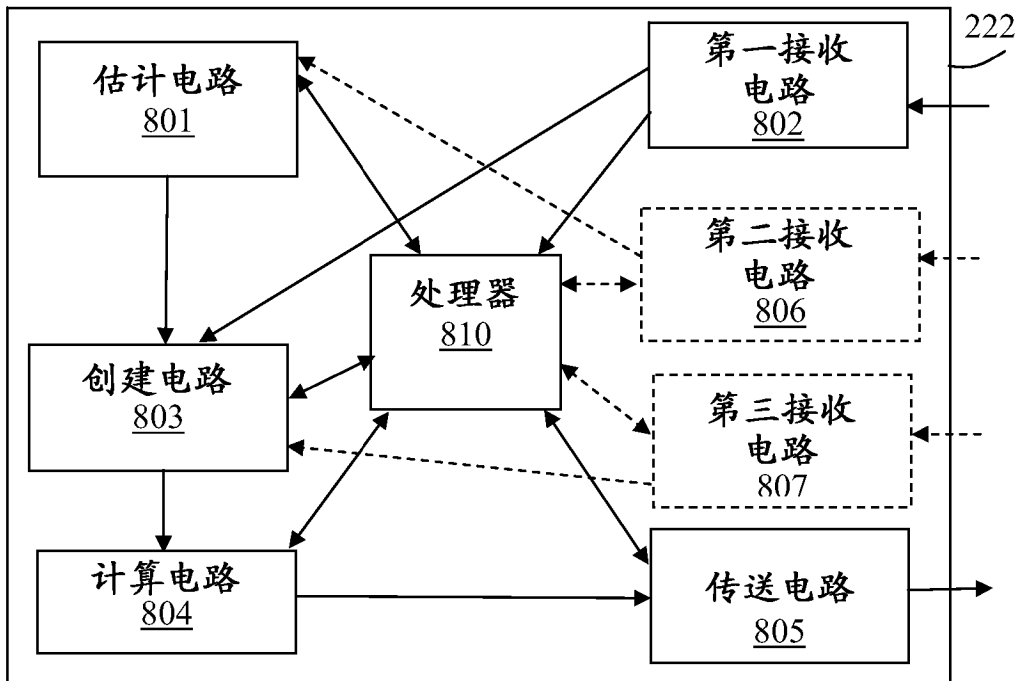 222
估计电路
801
第一接收
电路
802
第二接收
电路
806
处理器
810
创建电路
803
第三接收
电路
807
计算电路
804
传送电路
805